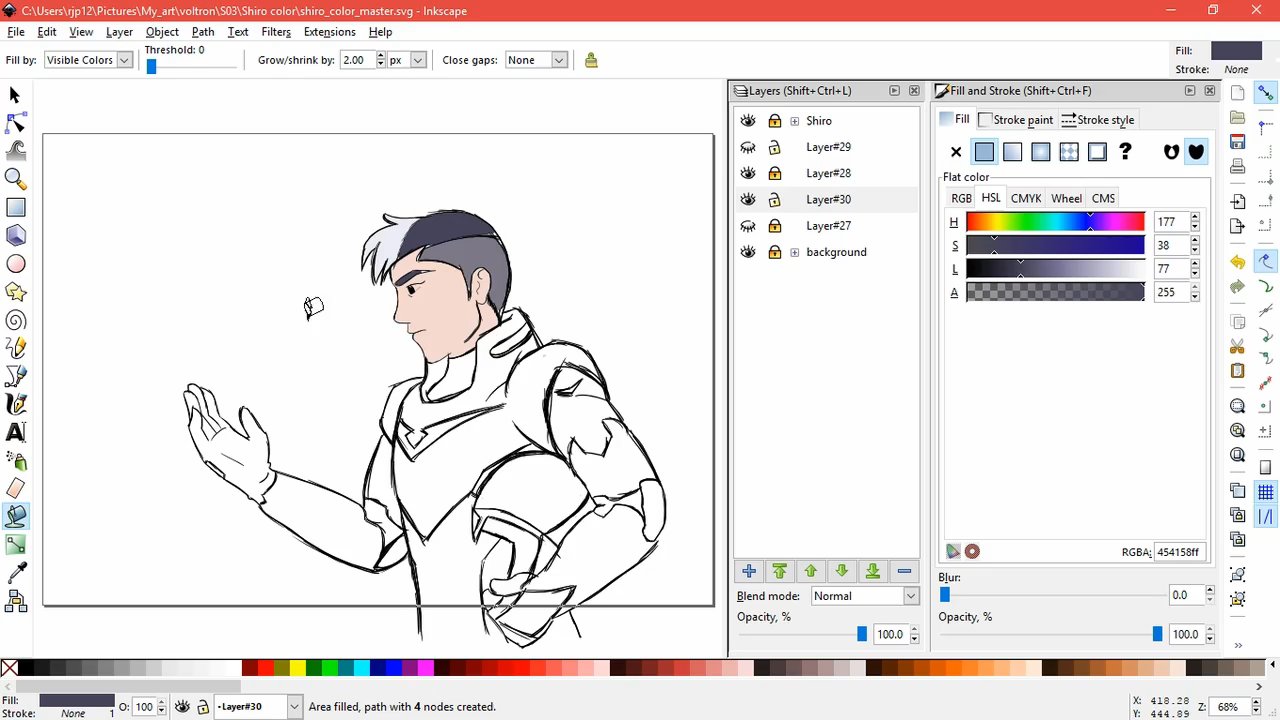 C:\Users\rjp12\Pictures\My_art\voltron\S03\Shiro color\shiro_color_master.svg - Inkscape
File Edit View Layer Object Path Text Filters Extensions Help
Fill by: Visible Colors Threshold: 0 Grow/shrink by: 2.00 px Close gaps: None Fill:
Stroke: None
Layers (Shift+Ctrl+L) Fill and Stroke (Shift+Ctrl+F)
Shiro
Layer#29
Layer#28
Layer#30
Layer#27
background
Fill Stroke paint Stroke style
?
Flat color
RGB HSL CMYK Wheel CMS
H 177
S 38
L 77
A 255
RGBA: 454158ff
Blur:
0.0
Blend mode: Normal
Opacity, % 100.0
Opacity, % 100.0
Fill:
Stroke: None 1
O: 100
-Layer#30
Area filled, path with 4 nodes created.
X: 418.28
Y: 444.89
Z: 68%